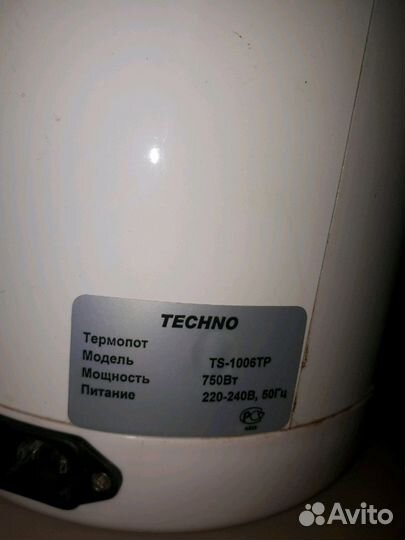 TECHNO
Термопот
Модель TS-1006TP
Мощность 750Вт
Питание 220-240В, 50Гц
Avito